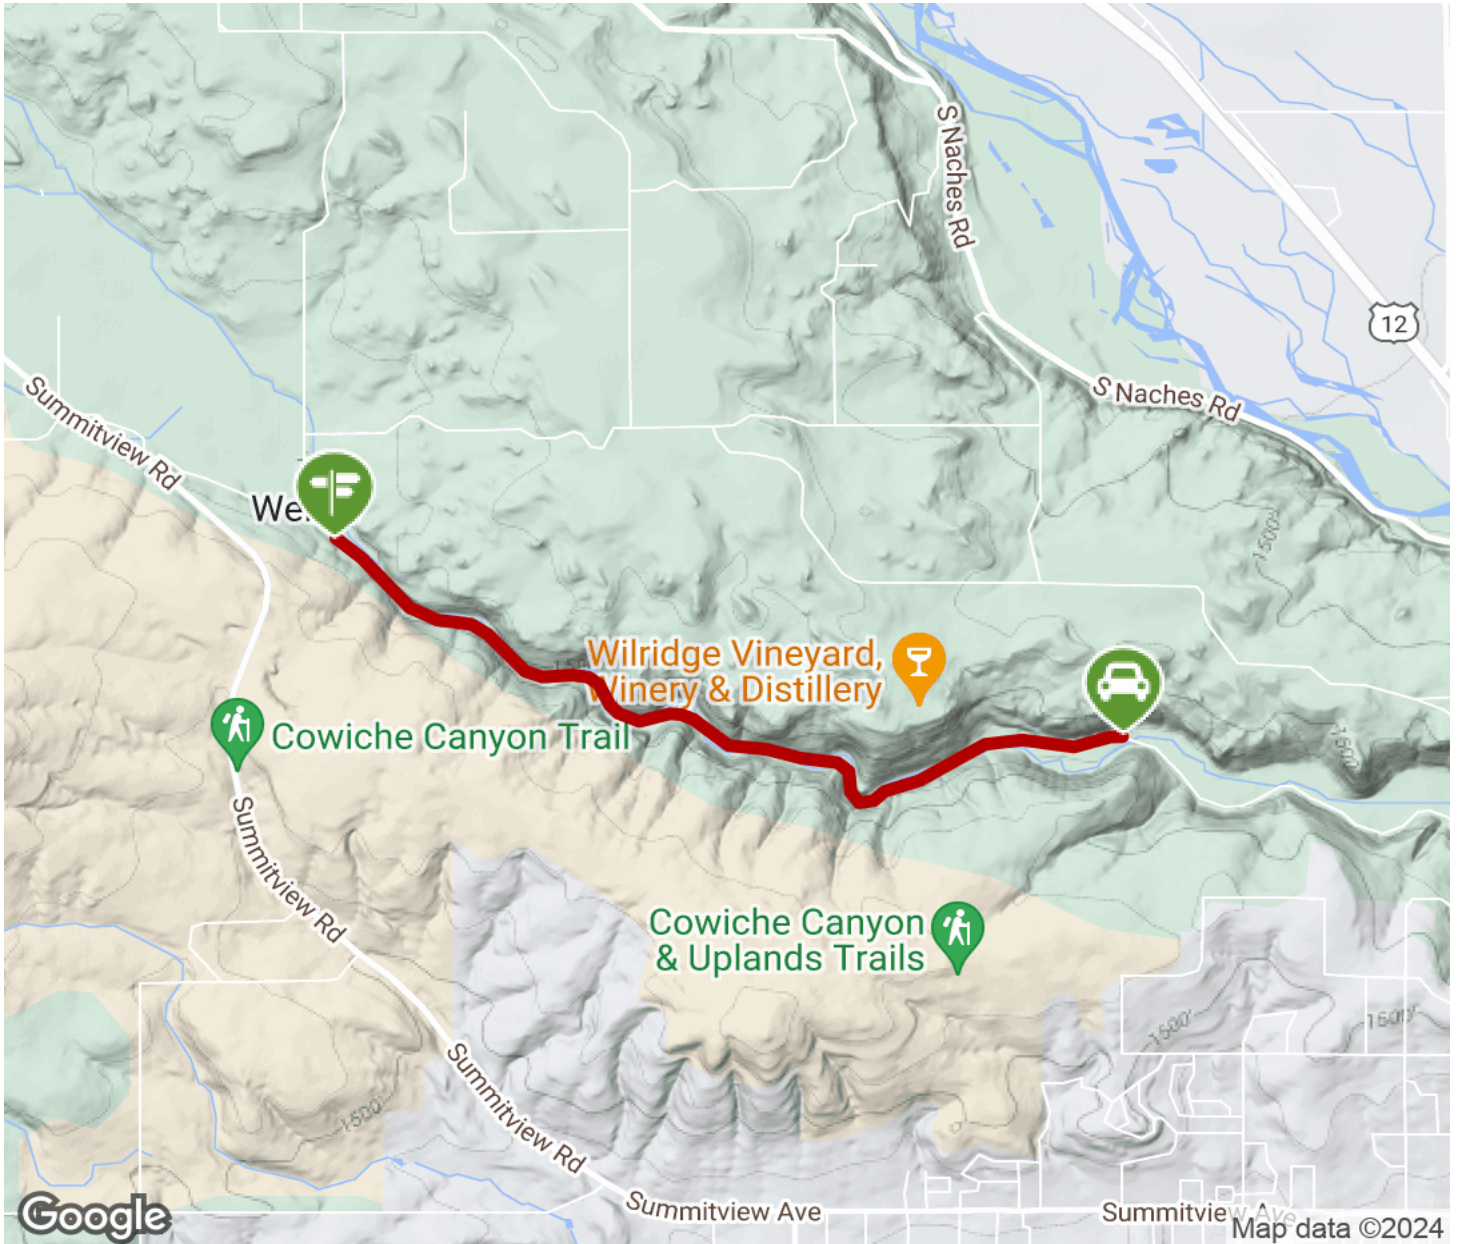 S Naches Rd
12
S Naches Rd
Summitview Rd
1500'
Wilridge Vineyard,
Winery & Distillery
Cowiche Canyon Trail
1500'
Summitview Rd
Cowiche Canyon
& Uplands Trails
1500'
1600'
1500'
Summitview Rd
Summitview Ave
Summitview Ave
Google
Map data ©2024